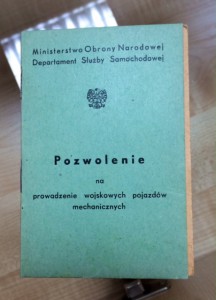 Ministerstwo Obrony Narodowej
Departament Służby Samochodowej
Pozwolenie
na
prowadzenie wojskowych pojazdów
mechanicznych